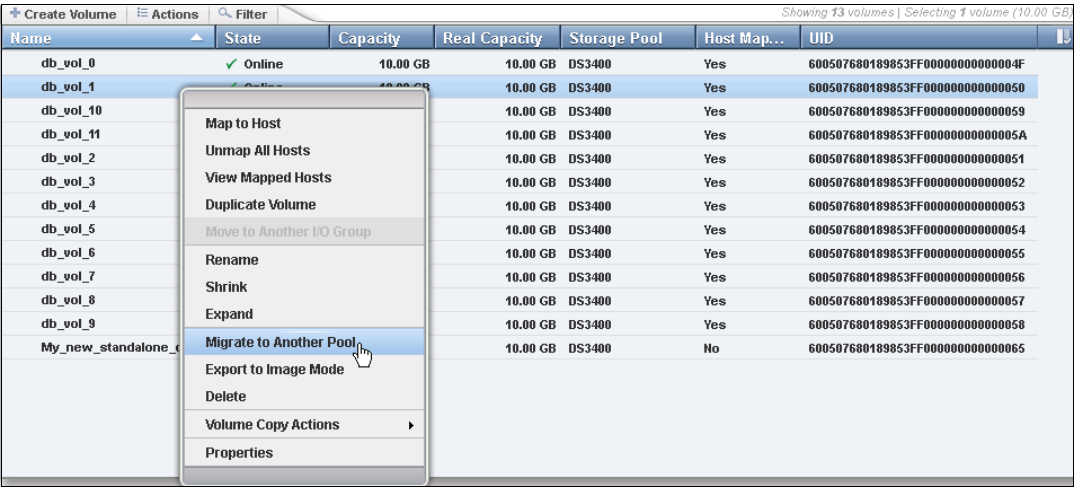 Create Volume Actions Filter Showing 13 volumes | Selecting 1 volume (10.00 GB)
Name State Capacity Real Capacity Storage Pool Host Map... UID
db_vol_0 Online 10.00 GB 10.00 GB DS3400 Yes 600507680189853FF00000000000004F
db_vol_1 Online 10.00 GB 10.00 GB DS3400 Yes 600507680189853FF000000000000050
db_vol_10 10.00 GB DS3400 Yes 600507680189853FF000000000000059
db_vol_11 10.00 GB DS3400 Yes 600507680189853FF00000000000005A
db_vol_2 10.00 GB DS3400 Yes 600507680189853FF000000000000051
db_vol_3 10.00 GB DS3400 Yes 600507680189853FF000000000000052
db_vol_4 10.00 GB DS3400 Yes 600507680189853FF000000000000053
db_vol_5 10.00 GB DS3400 Yes 600507680189853FF000000000000054
db_vol_6 10.00 GB DS3400 Yes 600507680189853FF000000000000055
db_vol_7 10.00 GB DS3400 Yes 600507680189853FF000000000000056
db_vol_8 10.00 GB DS3400 Yes 600507680189853FF000000000000057
db_vol_9 10.00 GB DS3400 Yes 600507680189853FF000000000000058
My_new_standalone_ 10.00 GB DS3400 No 600507680189853FF000000000000065
Map to Host
Unmap All Hosts
View Mapped Hosts
Duplicate Volume
Move to Another I/O Group
Rename
Shrink
Expand
Migrate to Another Pool
Export to Image Mode
Delete
Volume Copy Actions
Properties